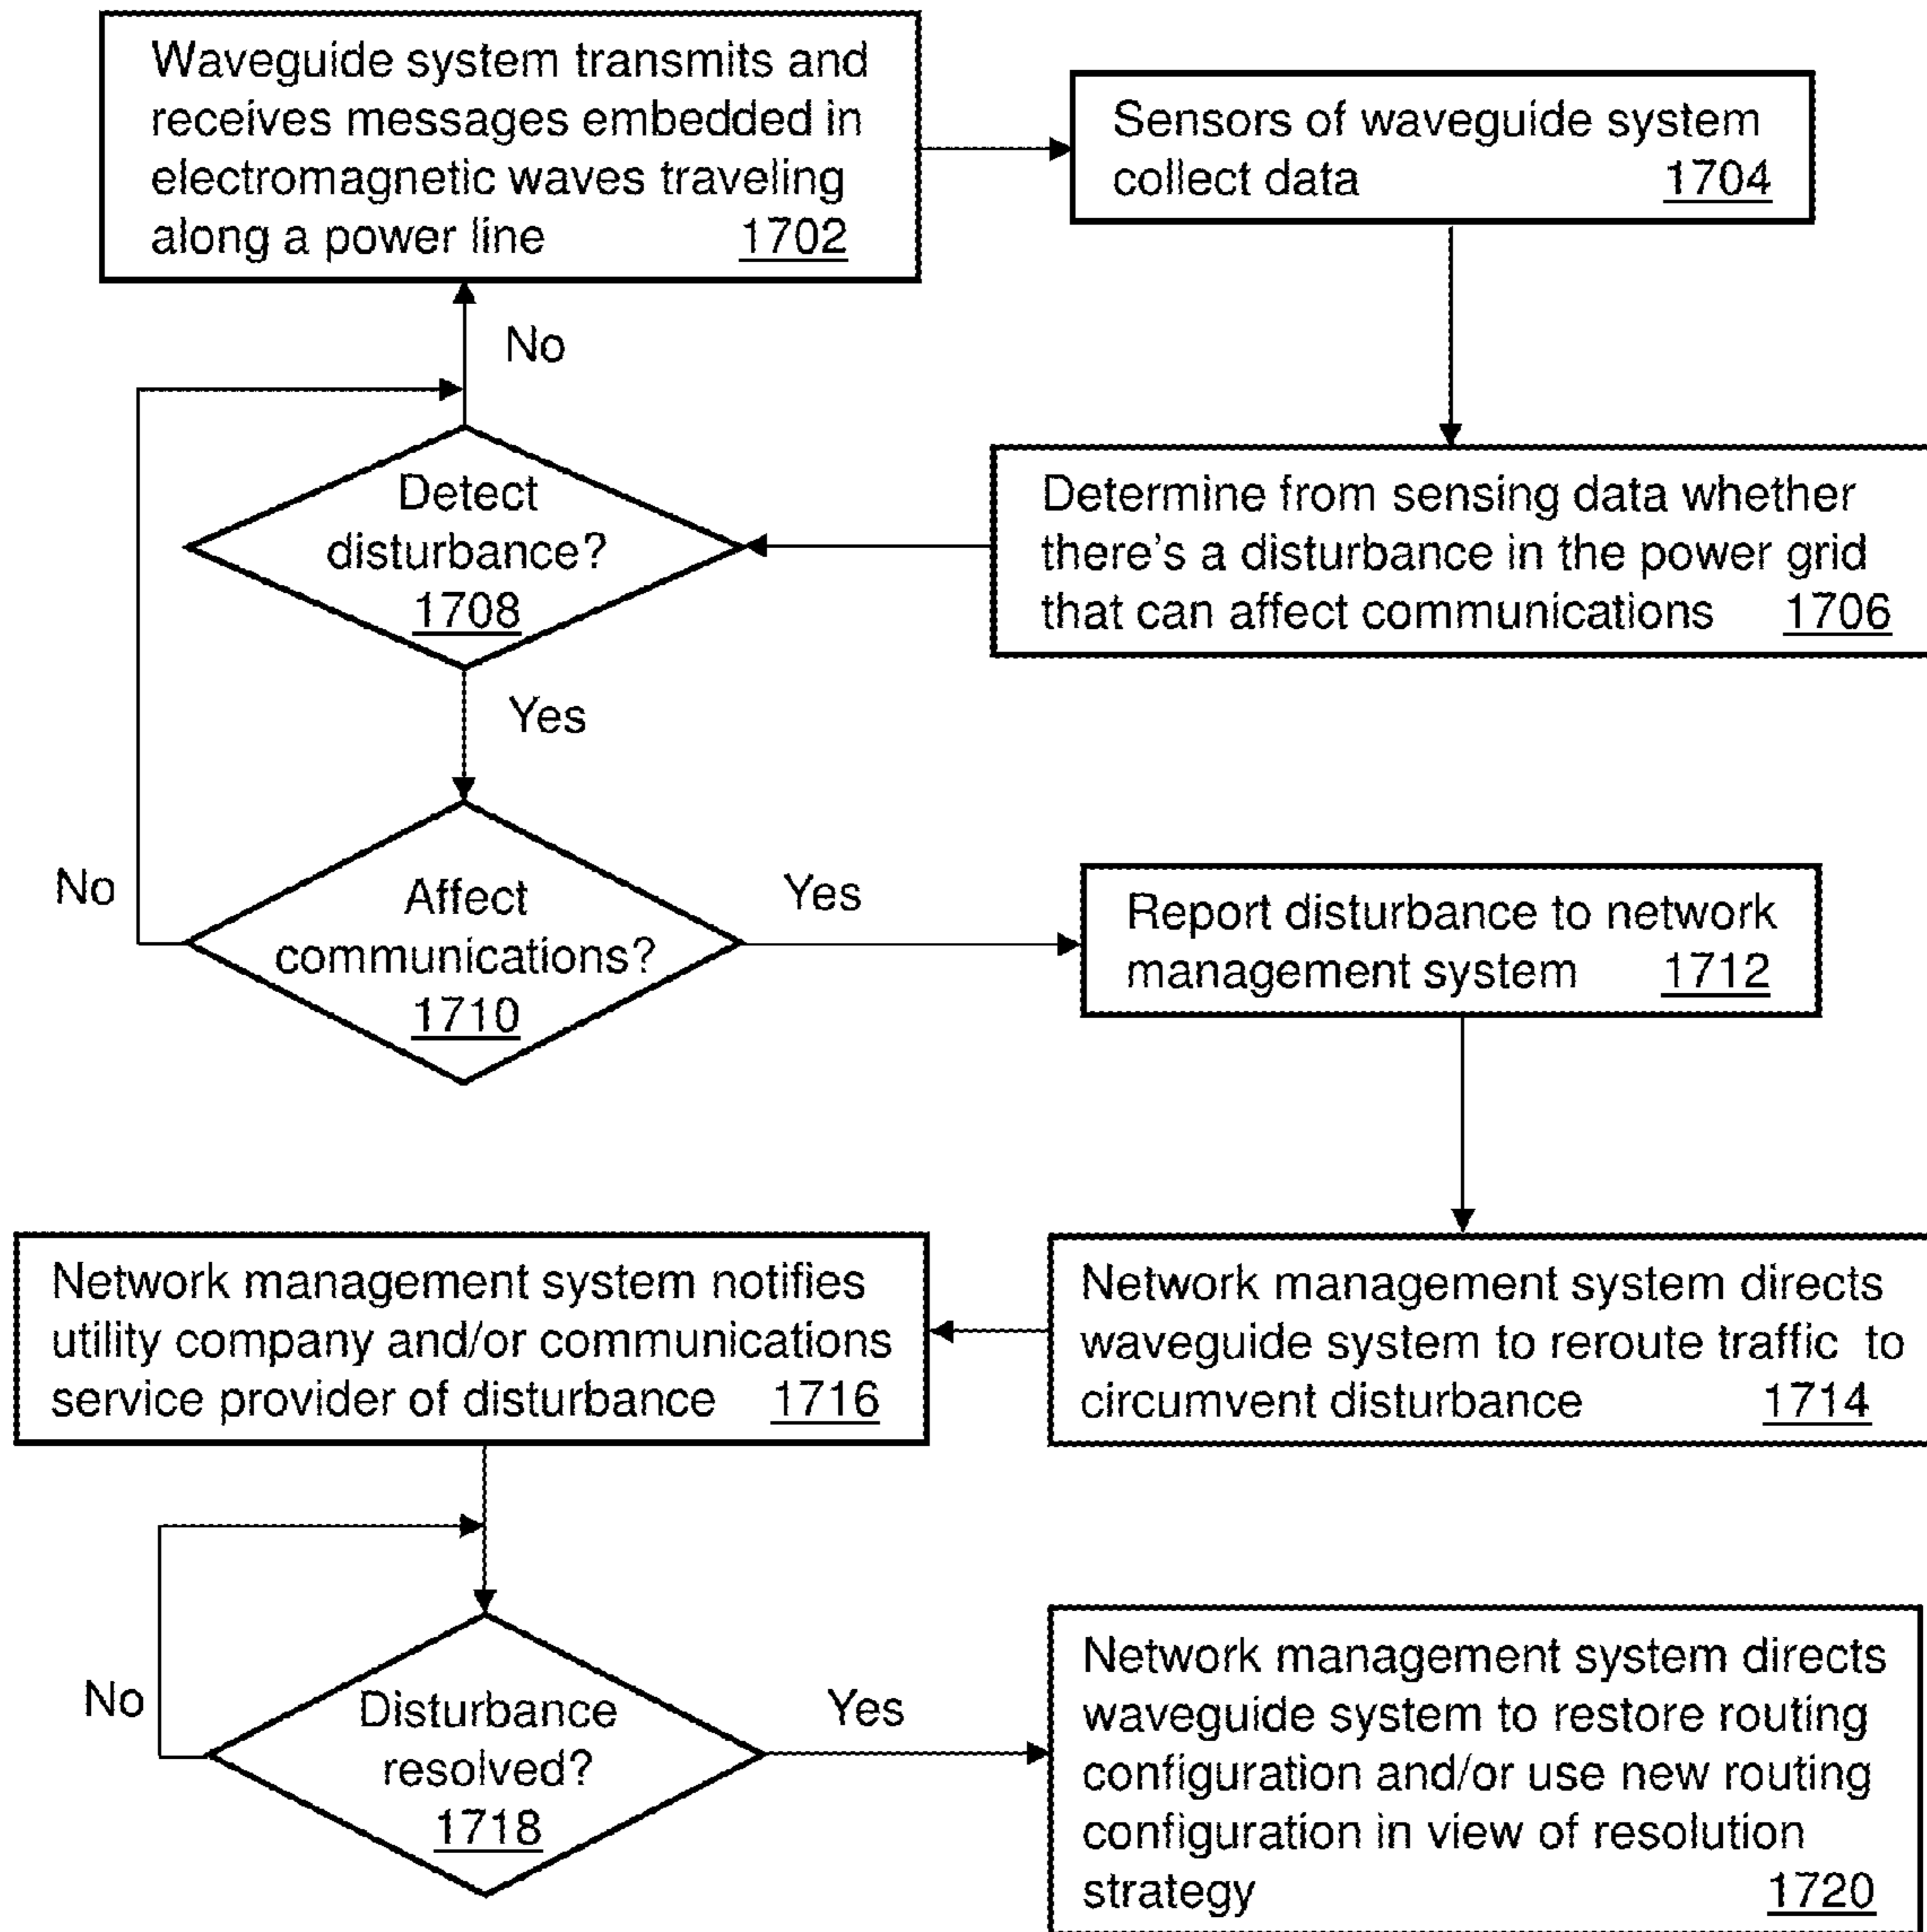 Waveguide system transmits and
receives messages embedded in
electromagnetic waves traveling
along a power line 1702
Sensors of waveguide system
collect data 1704
No
Detect
disturbance?
1708
Determine from sensing data whether
there's a disturbance in the power grid
that can affect communications 1706
Yes
No
Affect
communications?
1710
Yes
Report disturbance to network
management system 1712
Network management system notifies
utility company and/or communications
service provider of disturbance 1716
Network management system directs
waveguide system to reroute traffic to
circumvent disturbance 1714
No
Disturbance
resolved?
1718
Yes
Network management system directs
waveguide system to restore routing
configuration and/or use new routing
configuration in view of resolution
strategy 1720